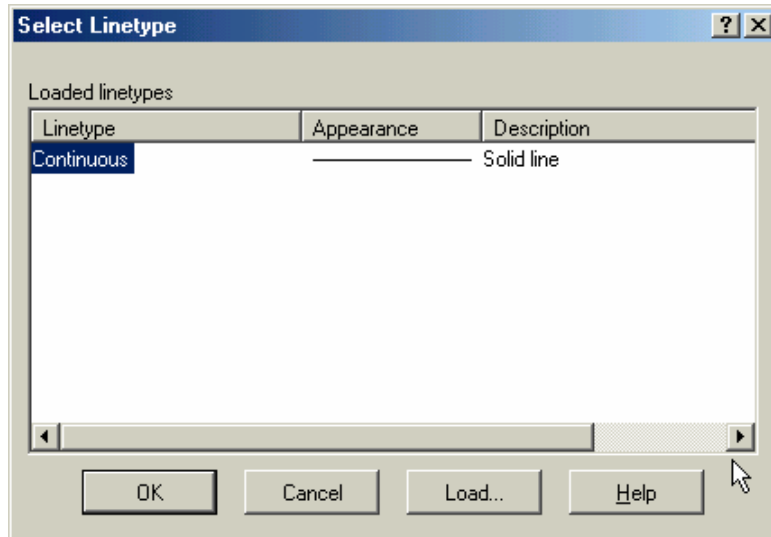 Select Linetype
Loaded linetypes
Linetype Appearance Description
Continuous Solid line
OK Cancel Load... Help